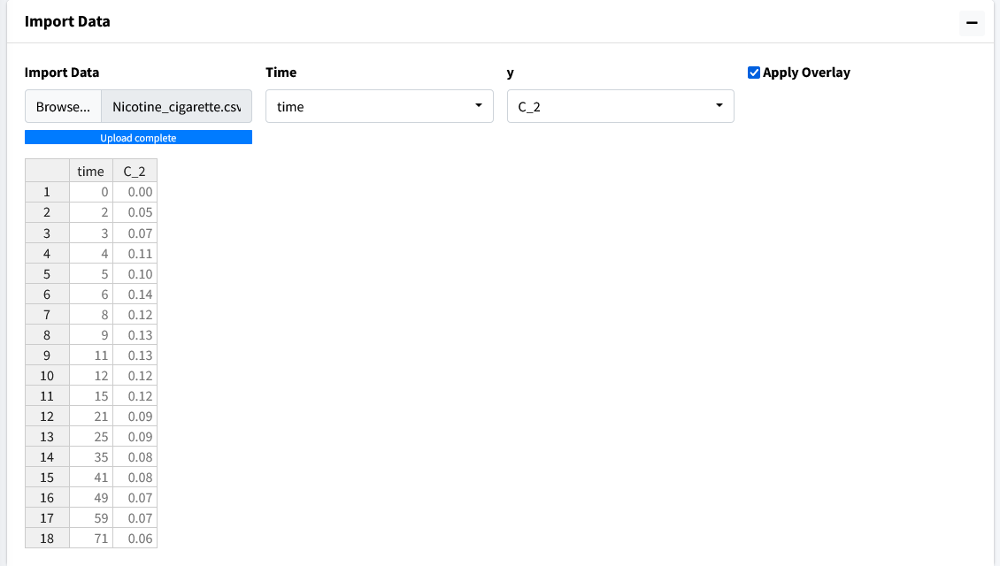 Import Data
Import Data Time y Apply Overlay
Browse... Nicotine_cigarette.csv time C_2
Upload complete
time C_2
1 0 0.00
2 2 0.05
3 3 0.07
4 4 0.11
5 5 0.10
6 6 0.14
7 8 0.12
8 9 0.13
9 11 0.13
10 12 0.12
11 15 0.12
12 21 0.09
13 25 0.09
14 35 0.08
15 41 0.08
16 49 0.07
17 59 0.07
18 71 0.06